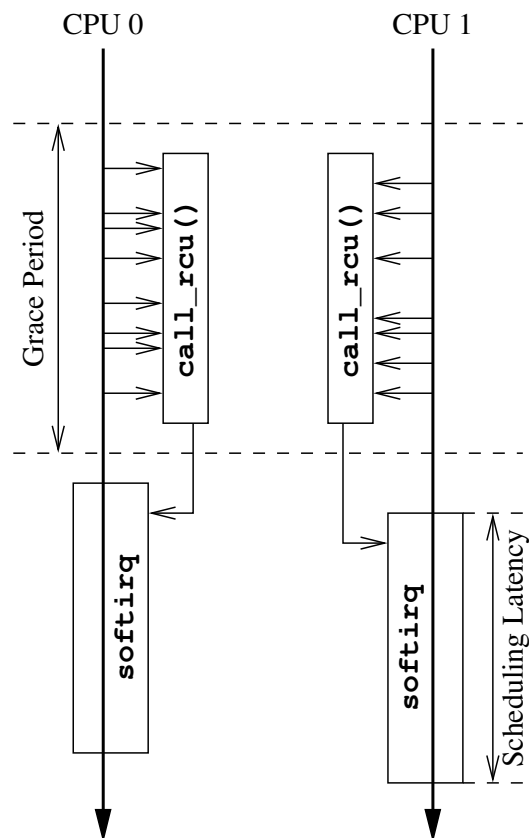 CPU 0
CPU 1
Grace Period
call_rcu()
call_rcu()
softirq
softirq
Scheduling Latency